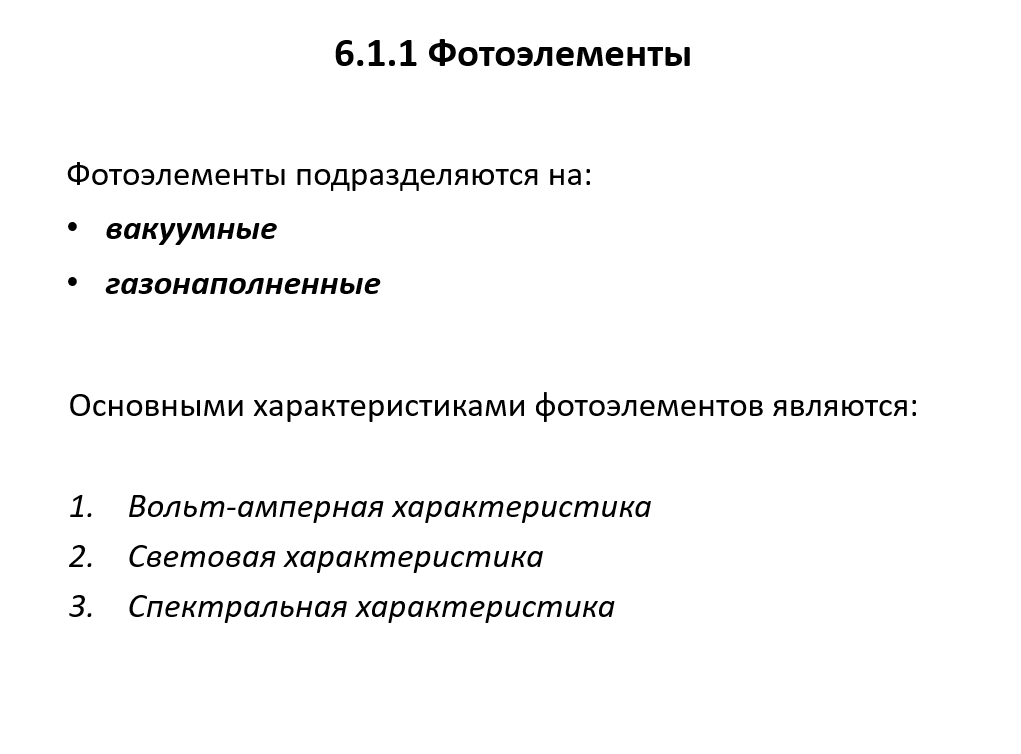 6.1.1 Фотоэлементы
Фотоэлементы подразделяются на:
• вакуумные
• газонаполненные
Основными характеристиками фотоэлементов являются:
1. Вольт-амперная характеристика
2. Световая характеристика
3. Спектральная характеристика